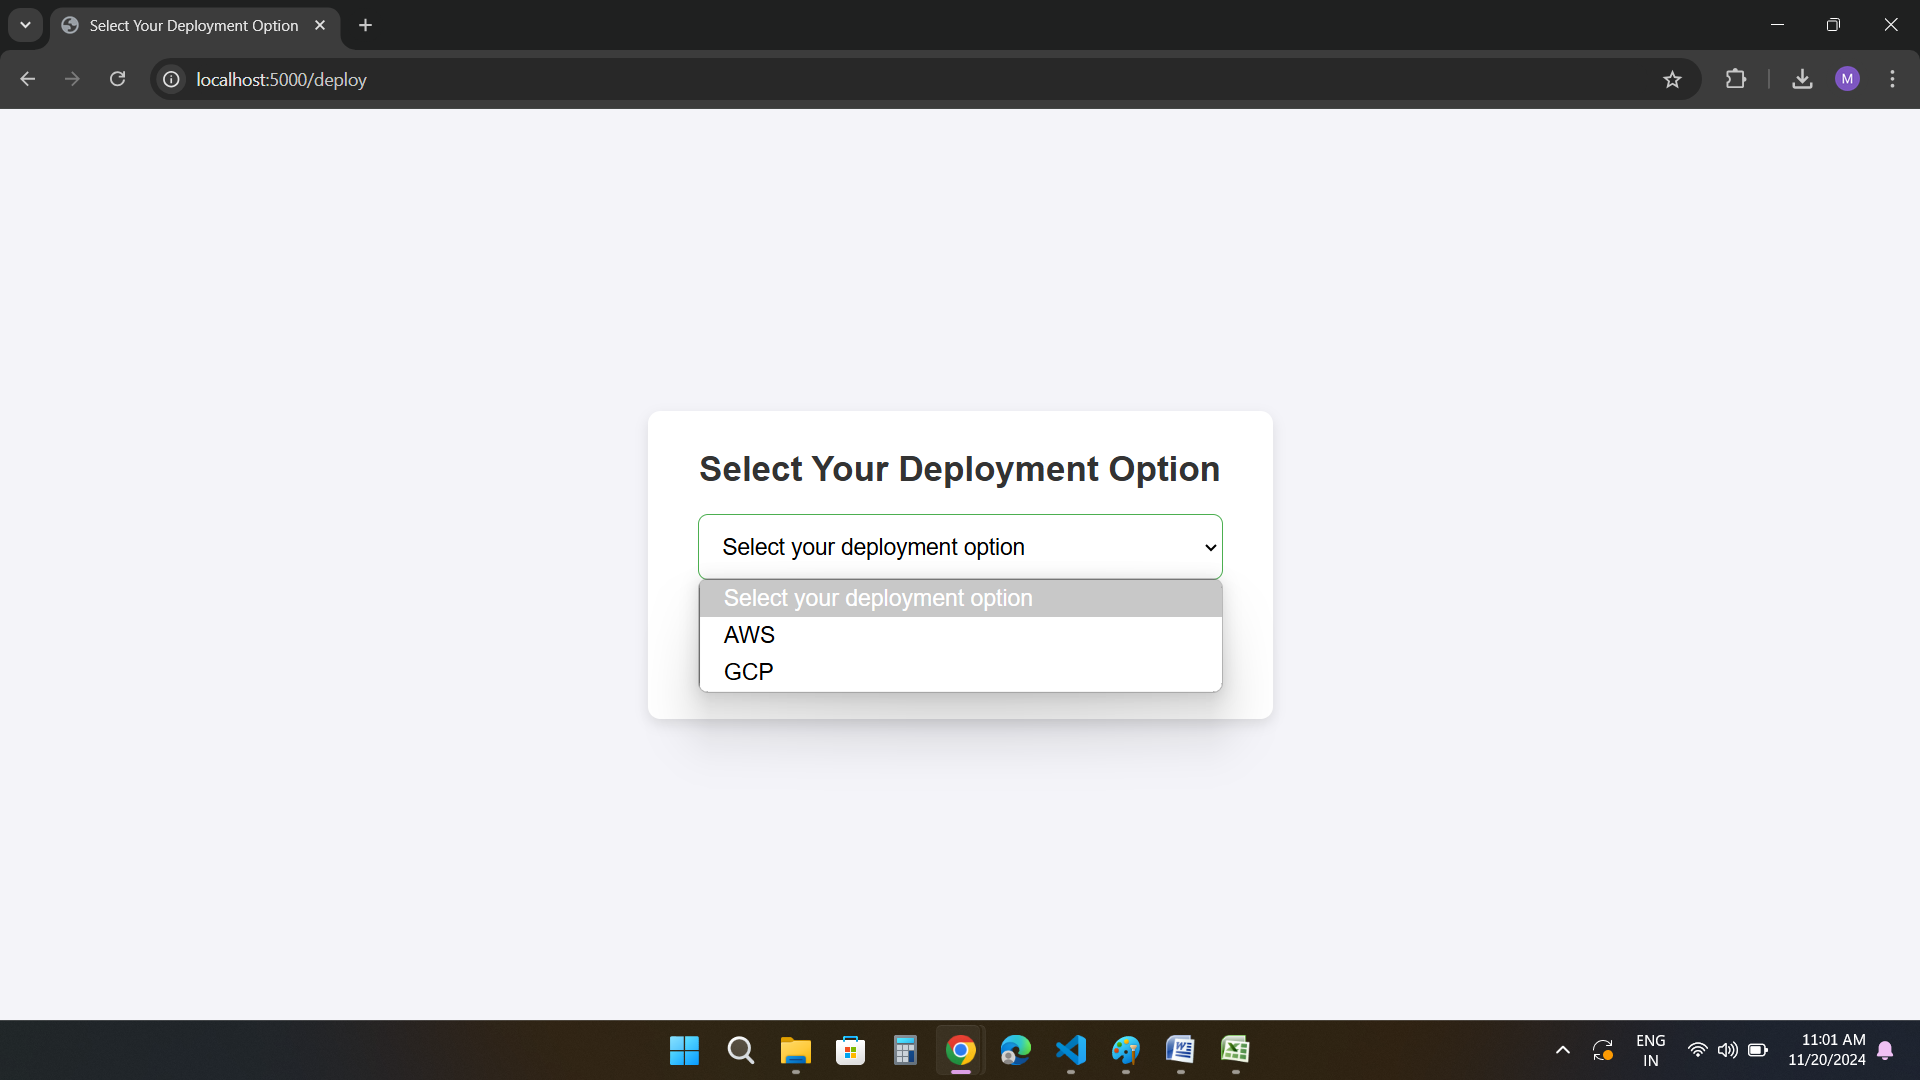 Select Your Deployment Option
localhost:5000/deploy
M
Select Your Deployment Option
Select your deployment option
Select your deployment option
AWS
GCP
ENG
IN
11:01 AM
11/20/2024